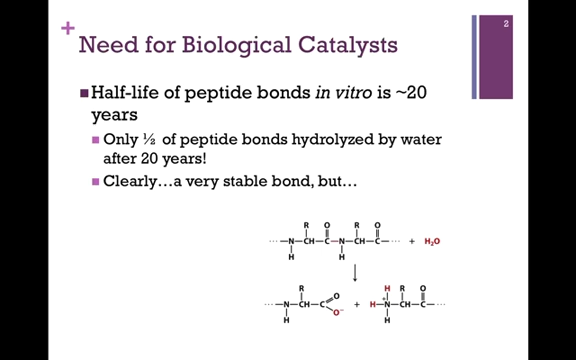 2
+
Need for Biological Catalysts
Half-life of peptide bonds in vitro is ~20
years
Only ½ of peptide bonds hydrolyzed by water
after 20 years!
Clearly…a very stable bond, but…
R O R O
···—N—CH—C—N—CH—C—··· + H₂O
H H
R O H R O
···—N—CH—C + H—N⁺—CH—C—···
O⁻
H H